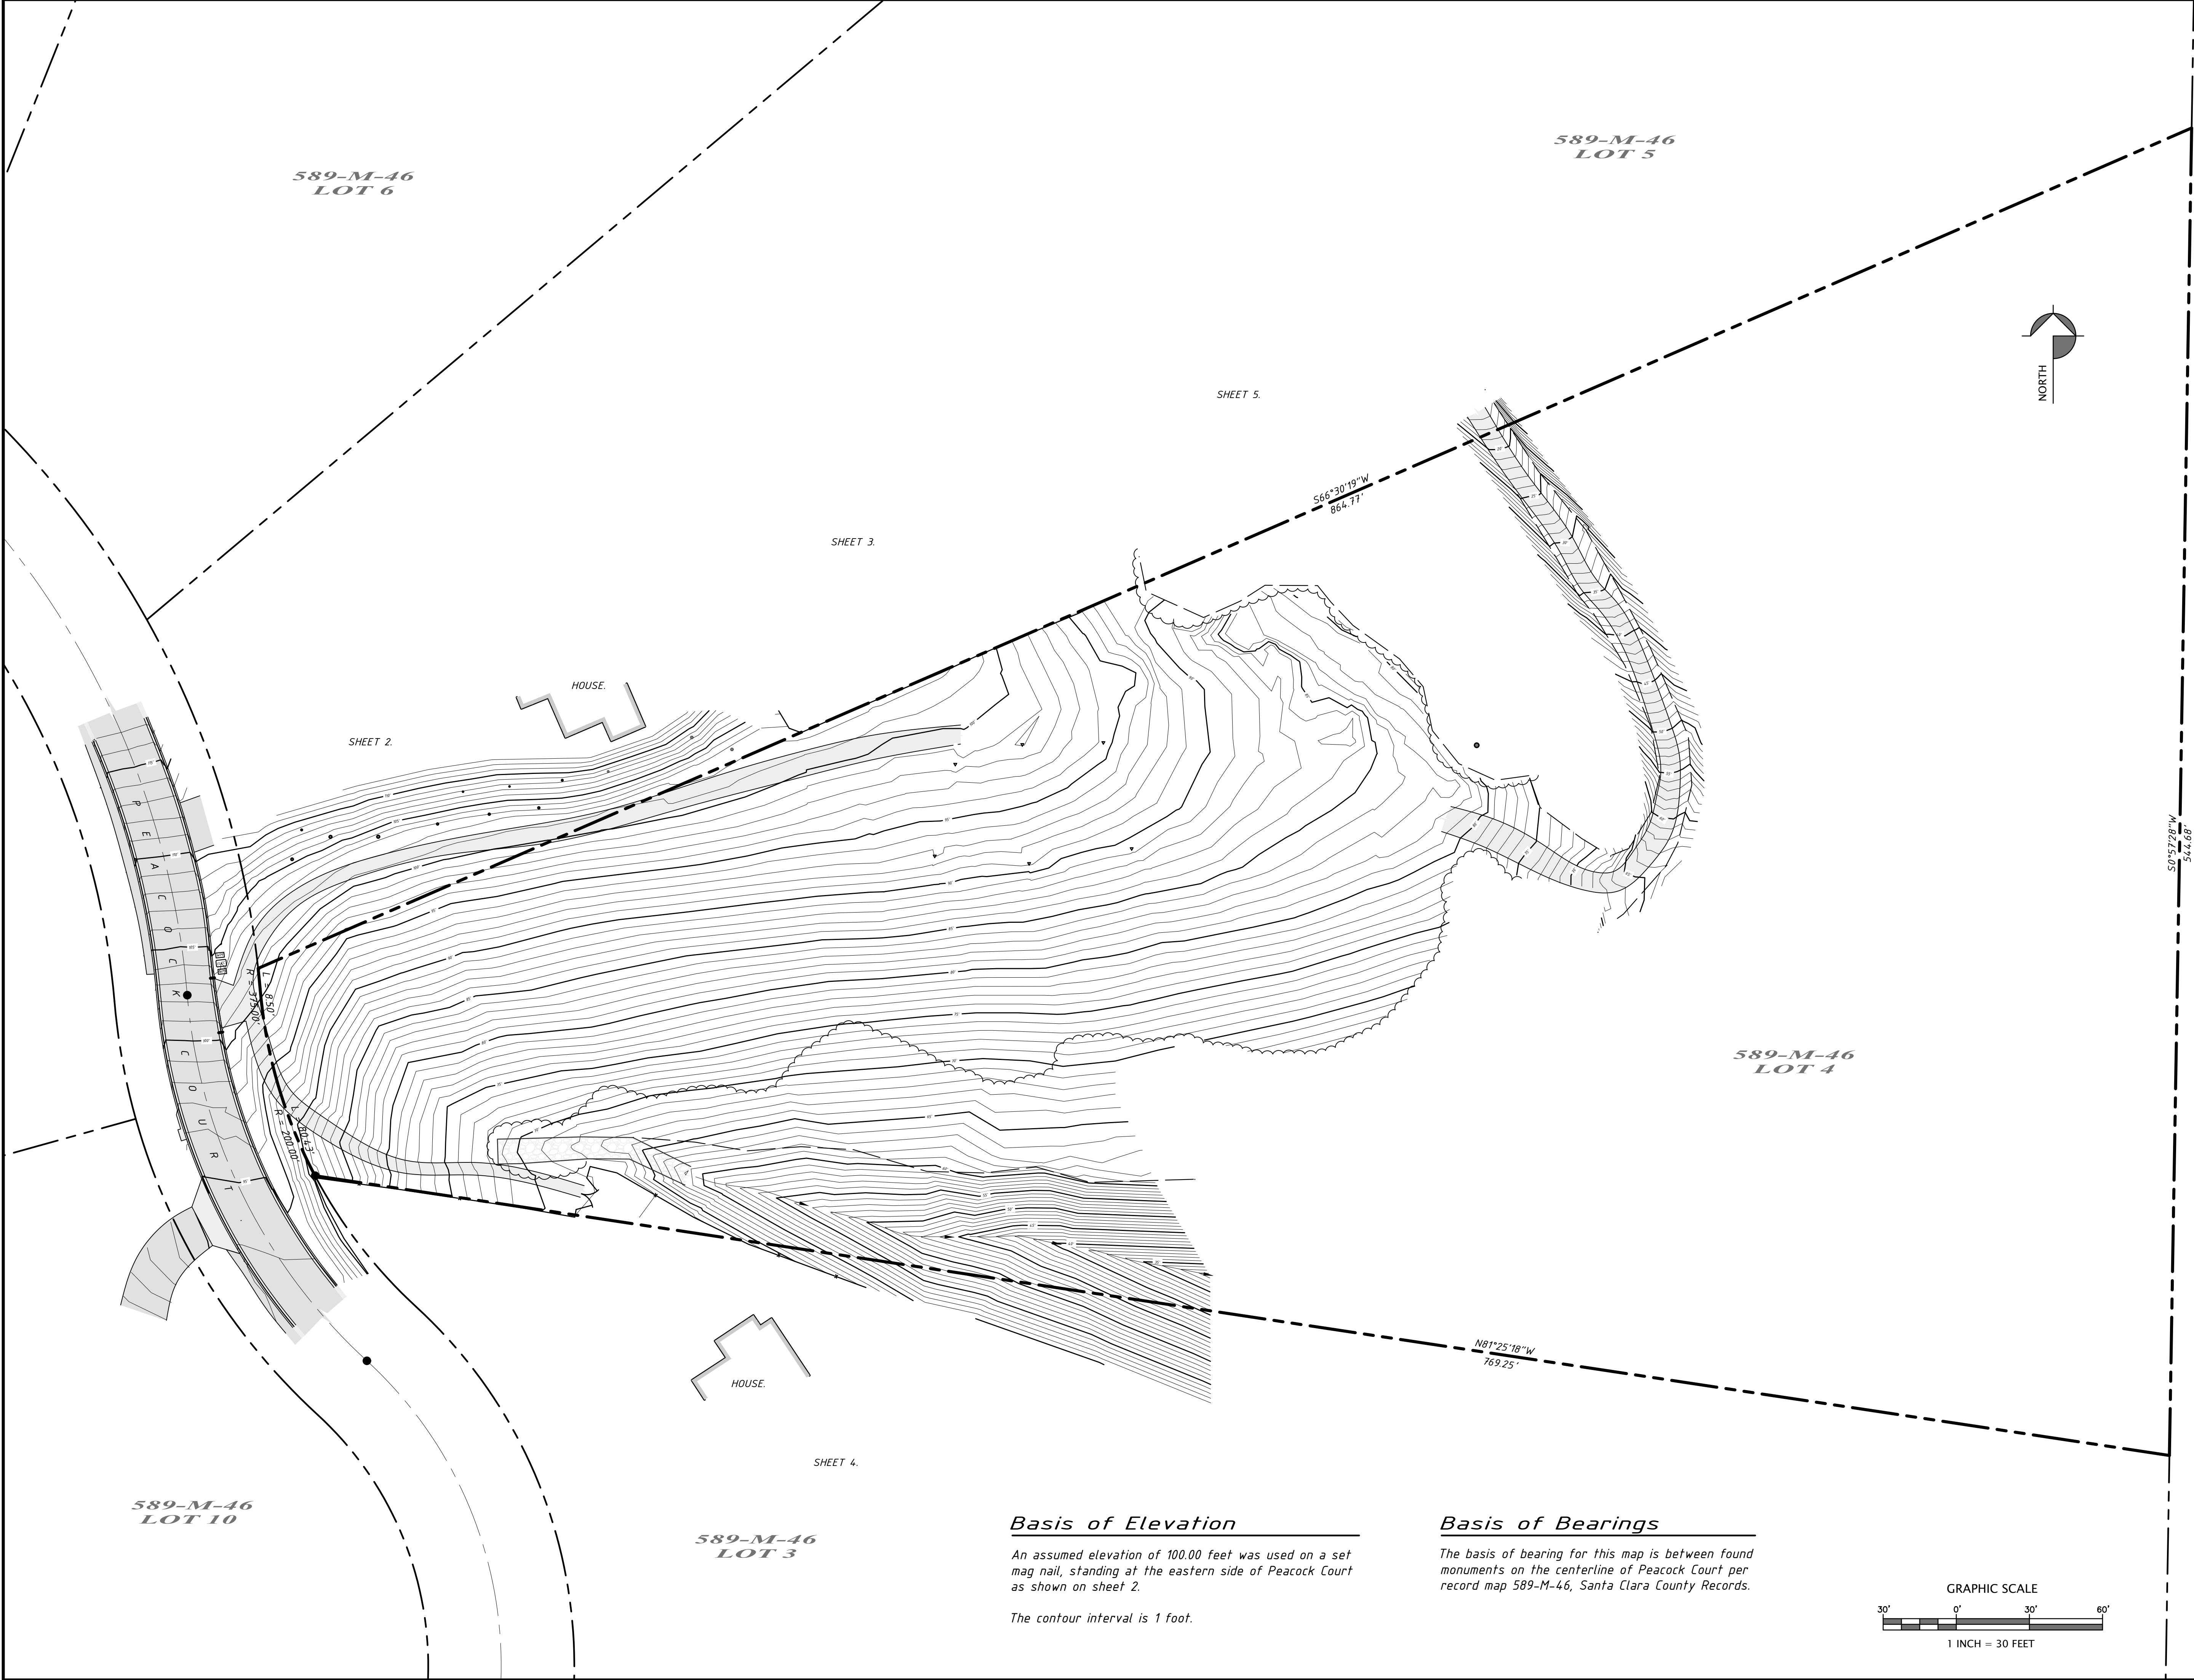 589-M-46
LOT 5
589-M-46
LOT 6
NORTH
SHEET 5.
S66°30'19"W
864.77'
SHEET 3.
HOUSE.
SHEET 2.
PEACOCK COURT
S0°57'28"W
544.68'
L = 8.50'
R = 375.00'
589-M-46
LOT 4
R = 200.00'
N81°25'18"W
769.25'
HOUSE.
SHEET 4.
589-M-46
LOT 10
589-M-46
LOT 3
Basis of Elevation
An assumed elevation of 100.00 feet was used on a set
mag nail, standing at the eastern side of Peacock Court
as shown on sheet 2.
The contour interval is 1 foot.
Basis of Bearings
The basis of bearing for this map is between found
monuments on the centerline of Peacock Court per
record map 589-M-46, Santa Clara County Records.
GRAPHIC SCALE
30' 0' 30' 60'
1 INCH = 30 FEET